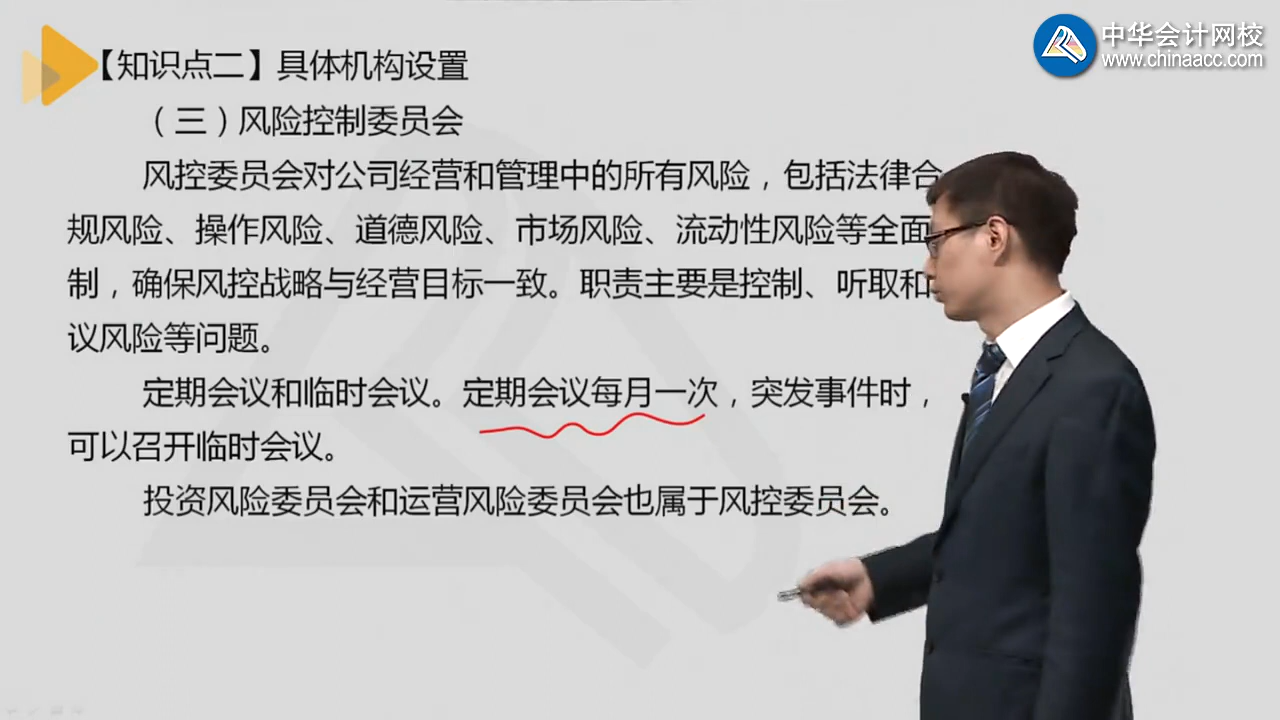 中华会计网校
www.chinaacc.com
【知识点二】具体机构设置
（三）风险控制委员会
风控委员会对公司经营和管理中的所有风险，包括法律合
规风险、操作风险、道德风险、市场风险、流动性风险等全面
制，确保风控战略与经营目标一致。职责主要是控制、听取和
议风险等问题。
定期会议和临时会议。定期会议每月一次，突发事件时，
可以召开临时会议。
投资风险委员会和运营风险委员会也属于风控委员会。